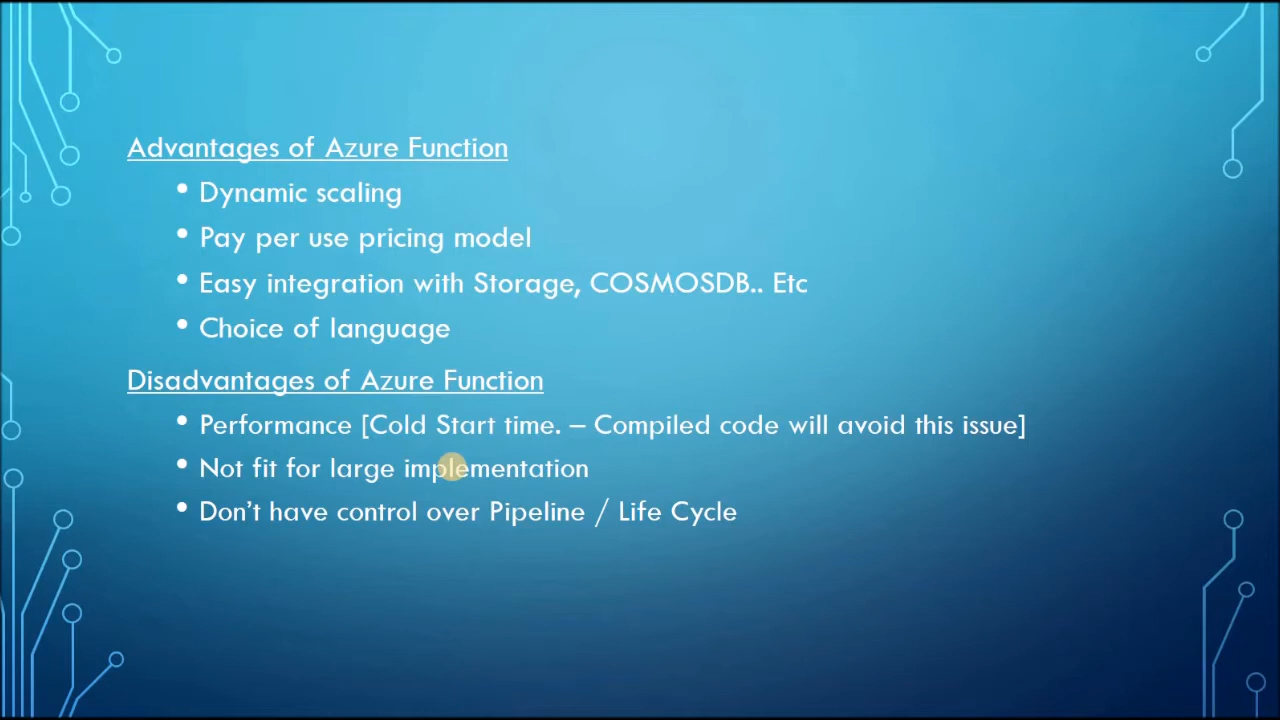 Advantages of Azure Function
• Dynamic scaling
• Pay per use pricing model
• Easy integration with Storage, COSMOSDB.. Etc
• Choice of language
Disadvantages of Azure Function
• Performance [Cold Start time. – Compiled code will avoid this issue]
• Not fit for large implementation
• Don't have control over Pipeline / Life Cycle